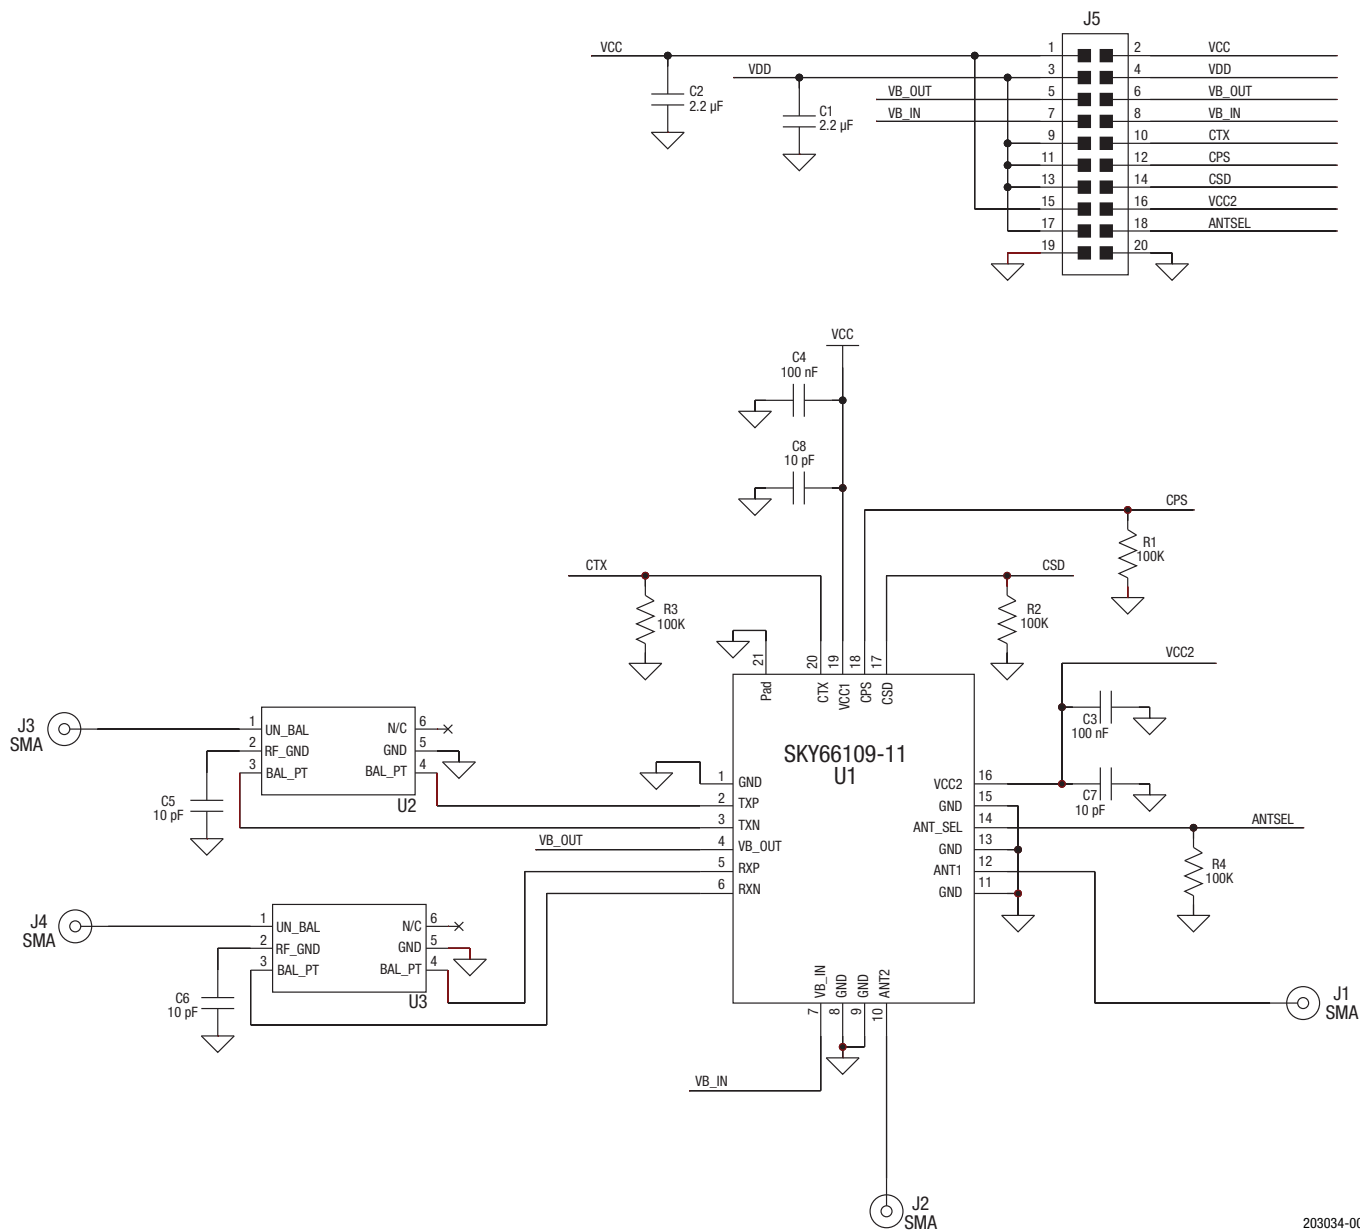 J5
VCC 1 2 VCC
VDD 3 4 VDD
VB_OUT 5 6 VB_OUT
VB_IN 7 8 VB_IN
9 10 CTX
11 12 CPS
13 14 CSD
15 16 VCC2
17 18 ANTSEL
19 20
C2
2.2 µF
C1
2.2 µF
VCC
C4
100 nF
C8
10 pF
CPS
R1
100K
CTX
R3
100K
CSD
R2
100K
21 20 19 18 17
Pad CTX VCC1 CPS CSD
VCC2
C3
100 nF
C7
10 pF
SKY66109-11
U1
J3
SMA
1 UN_BAL N/C 6
2 RF_GND GND 5
3 BAL_PT BAL_PT 4
U2
C5
10 pF
1 GND
2 TXP
3 TXN
VB_OUT 4 VB_OUT
5 RXP
6 RXN
VCC2 16
GND 15
ANT_SEL 14 ANTSEL
GND 13
ANT1 12
GND 11
R4
100K
J4
SMA
1 UN_BAL N/C 6
2 RF_GND GND 5
3 BAL_PT BAL_PT 4
U3
C6
10 pF
VB_IN GND GND ANT2
7 8 9 10
VB_IN
J1
SMA
J2
SMA